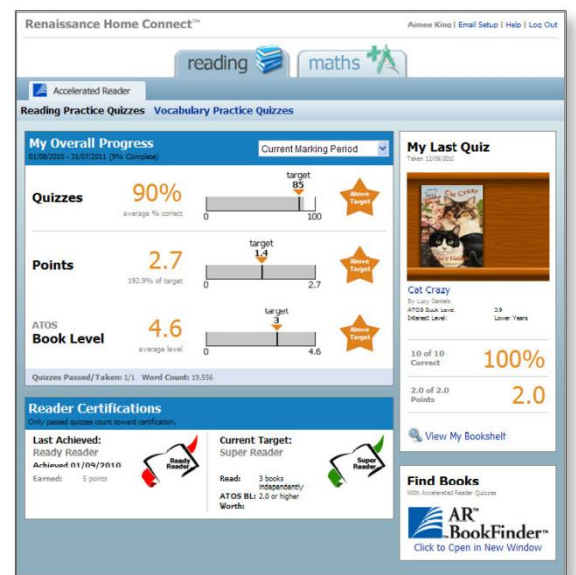 Renaissance Home Connect™
Aimee King | Email Setup | Help | Log Out
reading
maths
Accelerated Reader
Reading Practice Quizzes Vocabulary Practice Quizzes
My Overall Progress
01/08/2010 - 31/07/2011 (9% Complete)
Current Marking Period
Quizzes
90%
average % correct
target
85
0
100
Above Target
Points
2.7
192.9% of target
target
1.4
0
2.7
Above Target
ATOS
Book Level
4.6
average level
target
3
0
4.6
Above Target
Quizzes Passed/Taken: 1/1 Word Count: 19,556
Reader Certifications
Only passed quizzes count toward certification.
Last Achieved:
Ready Reader
Achieved 01/09/2010
Earned: 5 points
Ready
Reader
Current Target:
Super Reader
Read: 3 books
independently
ATOS BL: 2.0 or higher
Worth:
Super
Reader
My Last Quiz
Taken 12/09/2010
Cat Crazy
Cat Crazy
By Lucy Daniels
ATOS Book Level: 3.9
Interest Level: Lower Years
10 of 10
Correct
100%
2.0 of 2.0
Points
2.0
View My Bookshelf
Find Books
With Accelerated Reader Quizzes
AR™
BookFinder™
Click to Open in New Window